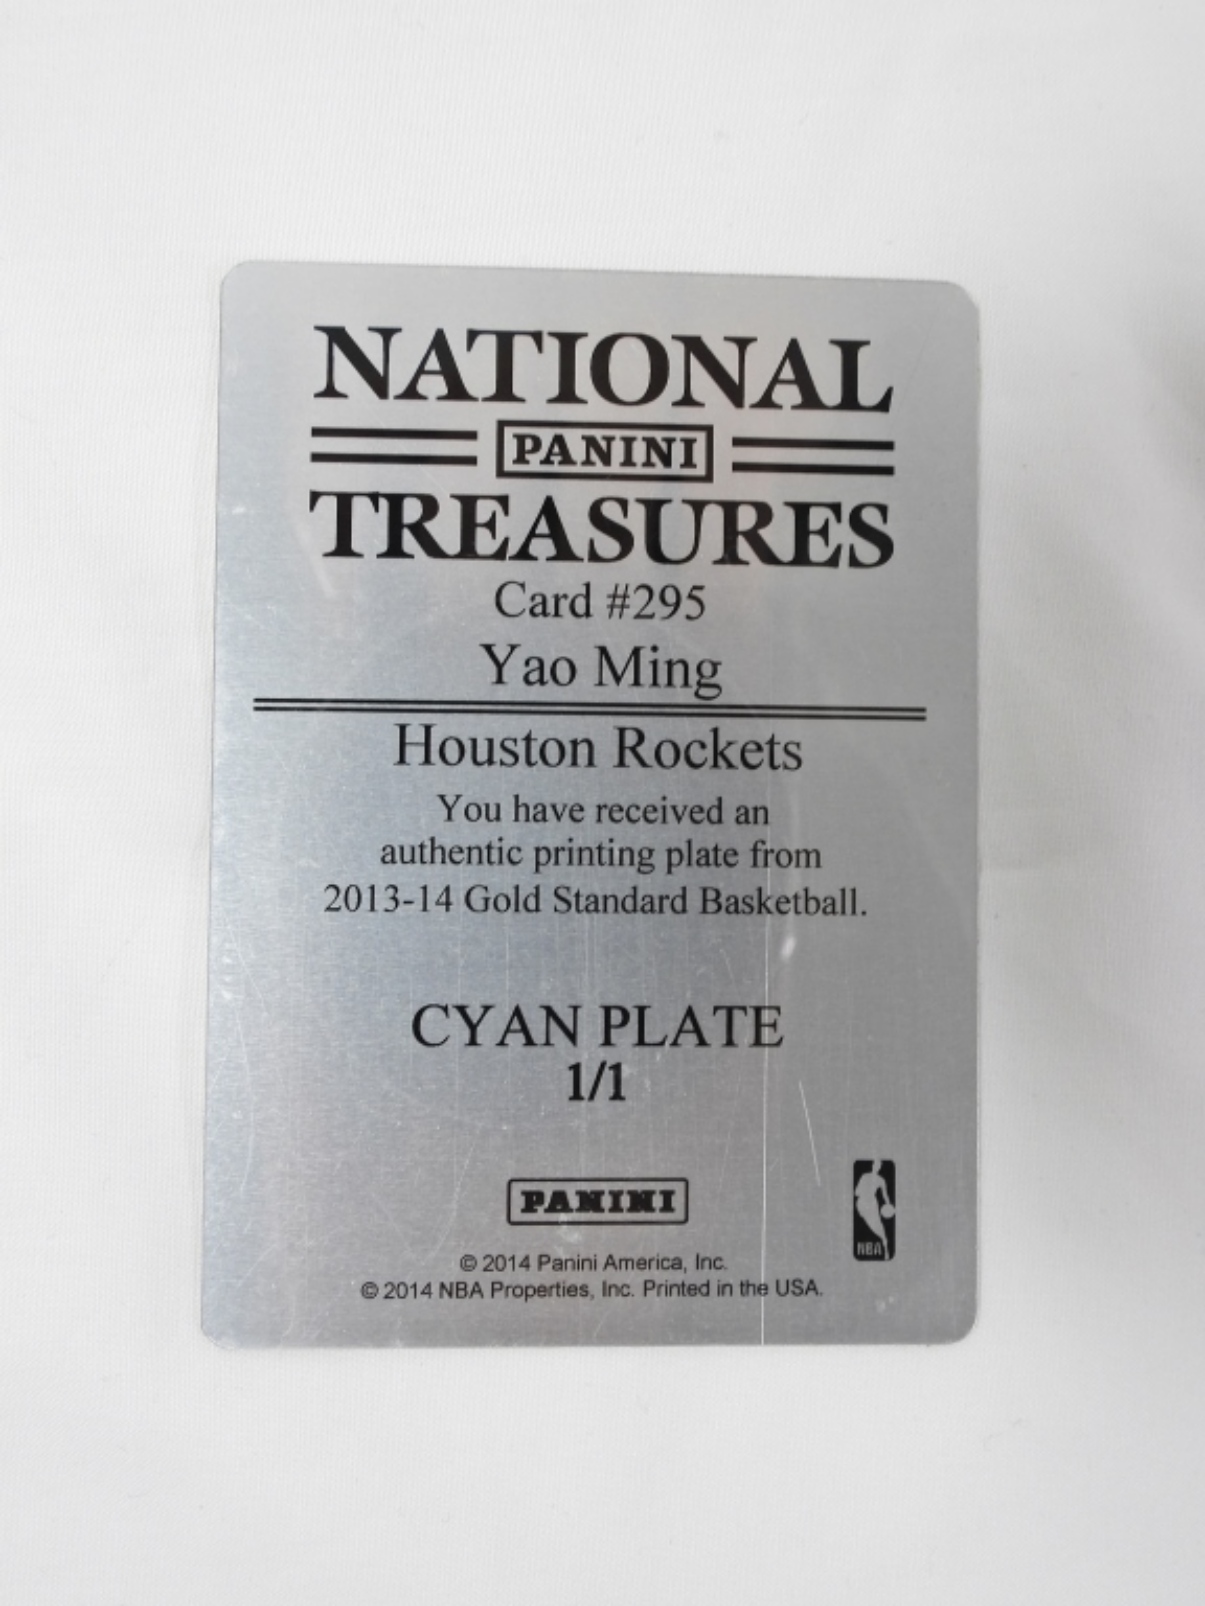 NATIONAL
PANINI
TREASURES
Card #295
Yao Ming
Houston Rockets
You have received an
authentic printing plate from
2013-14 Gold Standard Basketball.
CYAN PLATE
1/1
PANINI
NBA
© 2014 Panini America, Inc.
© 2014 NBA Properties, Inc. Printed in the USA.